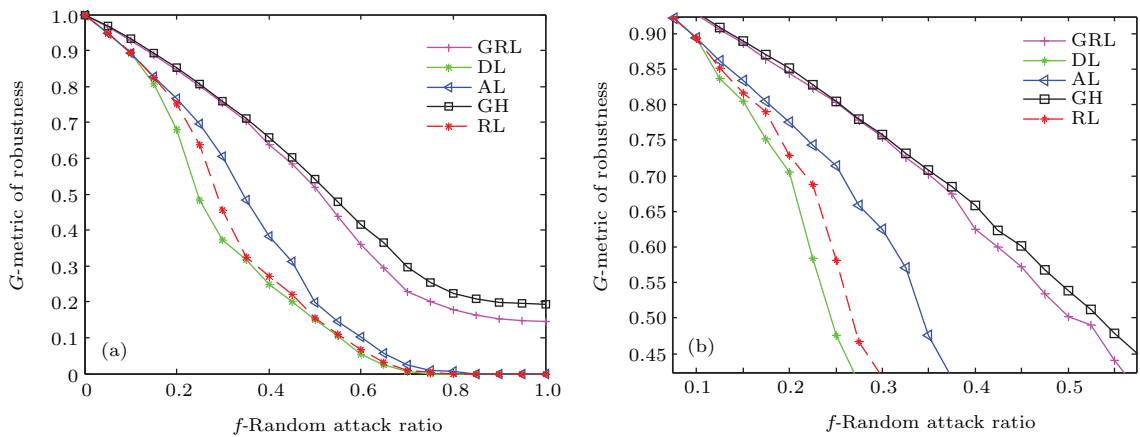 1.0
0.9
0.8
0.7
0.6
0.5
0.4
0.3
0.2
0.1
0
G-metric of robustness
GRL
DL
AL
GH
RL
(a)
0 0.2 0.4 0.6 0.8 1.0
f-Random attack ratio
0.90
0.85
0.80
0.75
0.70
0.65
0.60
0.55
0.50
0.45
G-metric of robustness
GRL
DL
AL
GH
RL
(b)
0.1 0.2 0.3 0.4 0.5
f-Random attack ratio